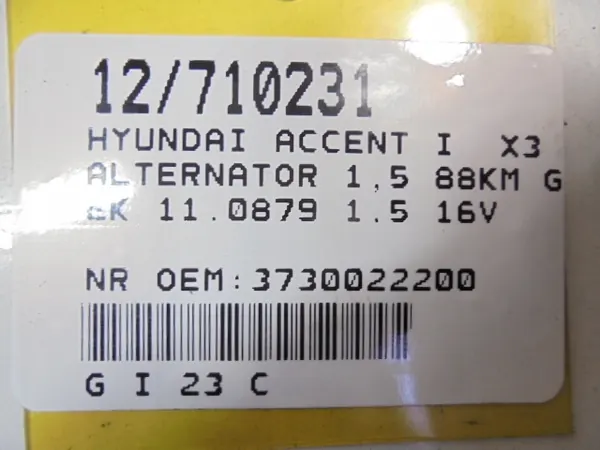 12/710231
HYUNDAI ACCENT I X3
ALTERNATOR 1,5 88KM G
11.0879 1.5 16V
NR OEM:3730022200
G I 23 C